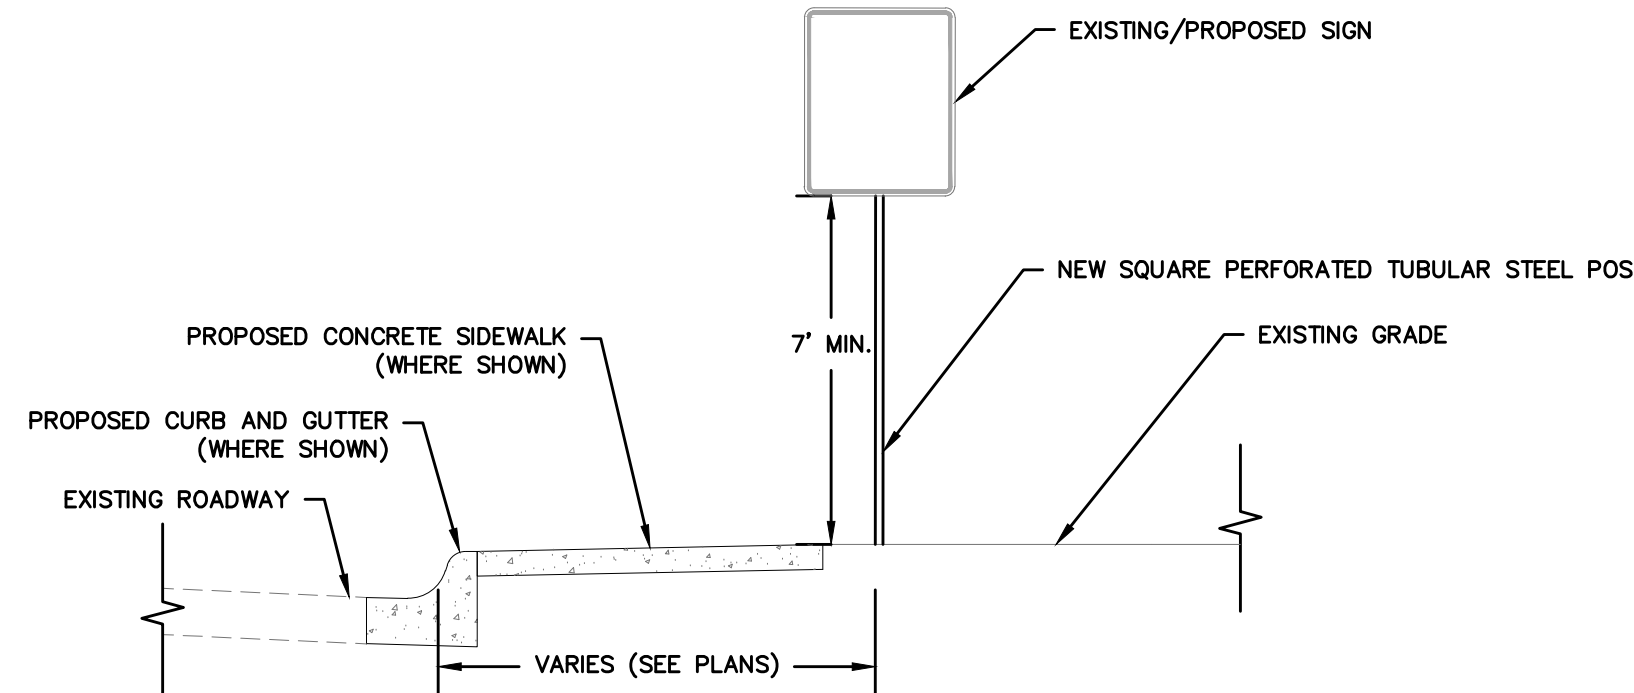 EXISTING/PROPOSED SIGN
NEW SQUARE PERFORATED TUBULAR STEEL POS
PROPOSED CONCRETE SIDEWALK
(WHERE SHOWN)
7' MIN.
EXISTING GRADE
PROPOSED CURB AND GUTTER
(WHERE SHOWN)
EXISTING ROADWAY
VARIES (SEE PLANS)